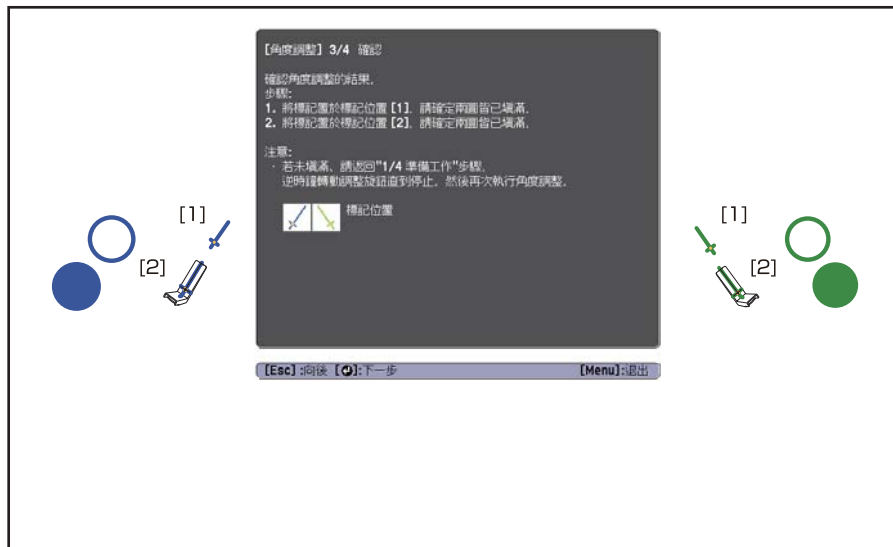 [角度調整] 3/4 確認
確認角度調整的結果。
步驟:
1. 將標記置於標記位置 [1]，請確定兩圓皆已填滿。
2. 將標記置於標記位置 [2]，請確定兩圓皆已填滿。
注意:
· 若未填滿，請返回"1/4 準備工作"步驟，
逆時鐘轉動調整旋鈕直到停止，然後再次執行角度調整。
標記位置
[1]
[2]
[1]
[2]
[Esc] :向後 [ ]:下一步 [Menu]:退出